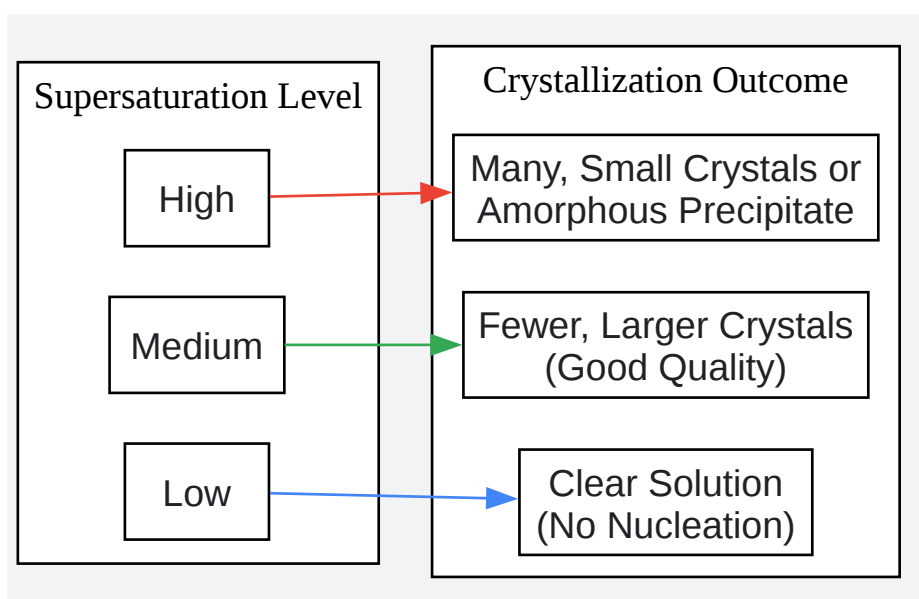 Supersaturation Level
High
Medium
Low
Crystallization Outcome
Many, Small Crystals or
Amorphous Precipitate
Fewer, Larger Crystals
(Good Quality)
Clear Solution
(No Nucleation)